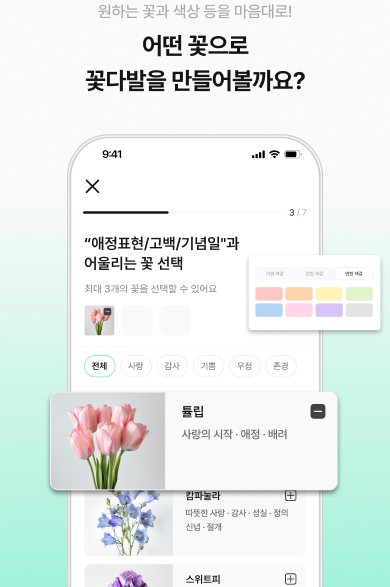 원하는 꽃과 색상 등을 마음대로!
어떤 꽃으로
꽃다발을 만들어볼까요?
9:41
3 / 7
“애정표현/고백/기념일"과
어울리는 꽃 선택
최대 3개의 꽃을 선택할 수 있어요
전체 사랑 감사 기쁨 우정 존경
튤립
사랑의 시작 · 애정 · 배려
캄파눌라
따뜻한 사랑 · 감사 · 성실 · 정의
신념 · 절개
스위트피